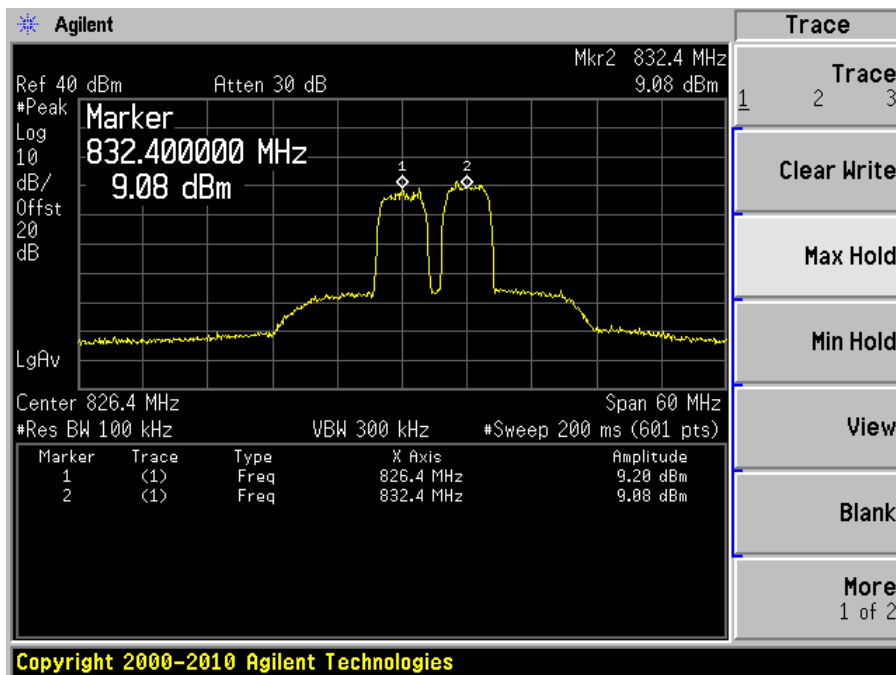 Agilent
Trace
Mkr2 832.4 MHz
Ref 40 dBm Atten 30 dB 9.08 dBm
#Peak
Log
10
dB/
Offst
20
dB
LgAv
Marker
832.400000 MHz
9.08 dBm
1 2
Center 826.4 MHz Span 60 MHz
#Res BW 100 kHz VBW 300 kHz #Sweep 200 ms (601 pts)
Marker Trace Type X Axis Amplitude
1 (1) Freq 826.4 MHz 9.20 dBm
2 (1) Freq 832.4 MHz 9.08 dBm
Trace
1 2 3
Clear Write
Max Hold
Min Hold
View
Blank
More
1 of 2
Copyright 2000-2010 Agilent Technologies